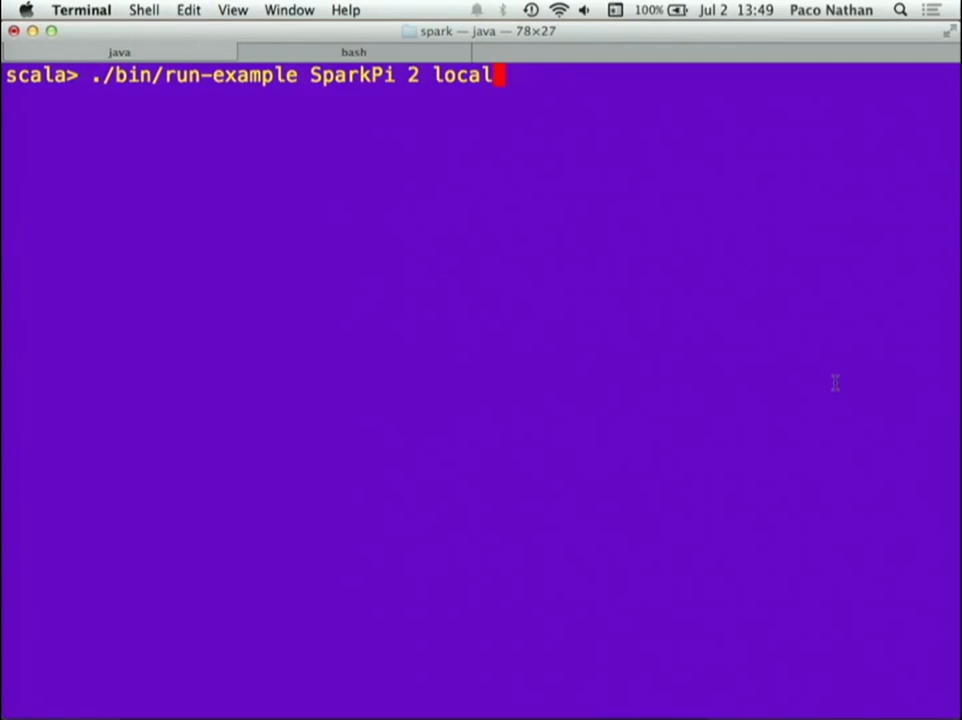 Terminal Shell Edit View Window Help 100% Jul 2 13:49 Paco Nathan
spark — java — 78×27
java bash
scala> ./bin/run-example SparkPi 2 local